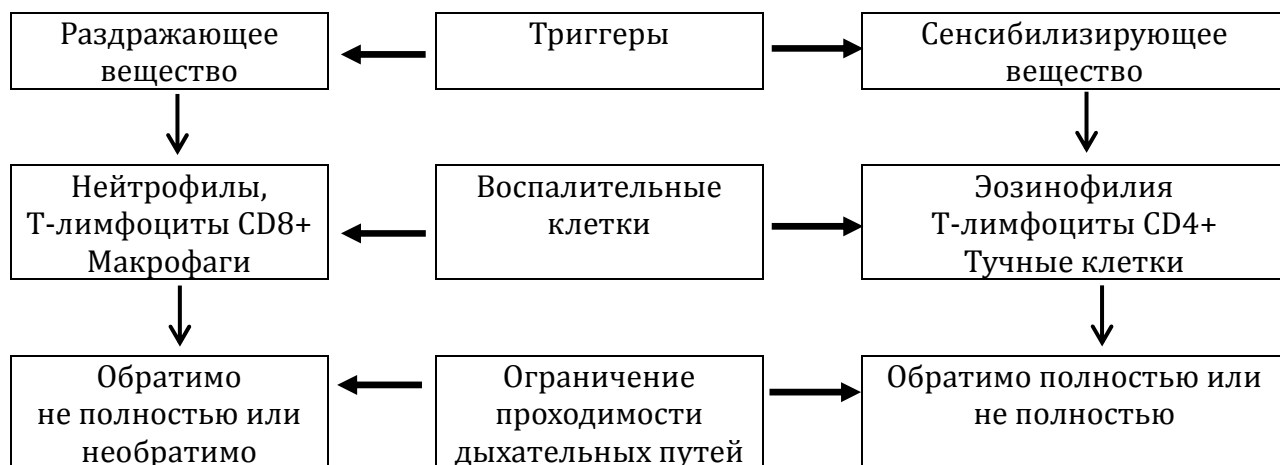 Раздражающее
вещество
Триггеры
Сенсибилизирующее
вещество
Нейтрофилы,
Т-лимфоциты CD8+
Макрофаги
Воспалительные
клетки
Эозинофилия
Т-лимфоциты CD4+
Тучные клетки
Обратимо
не полностью или
необратимо
Ограничение
проходимости
дыхательных путей
Обратимо полностью или
не полностью